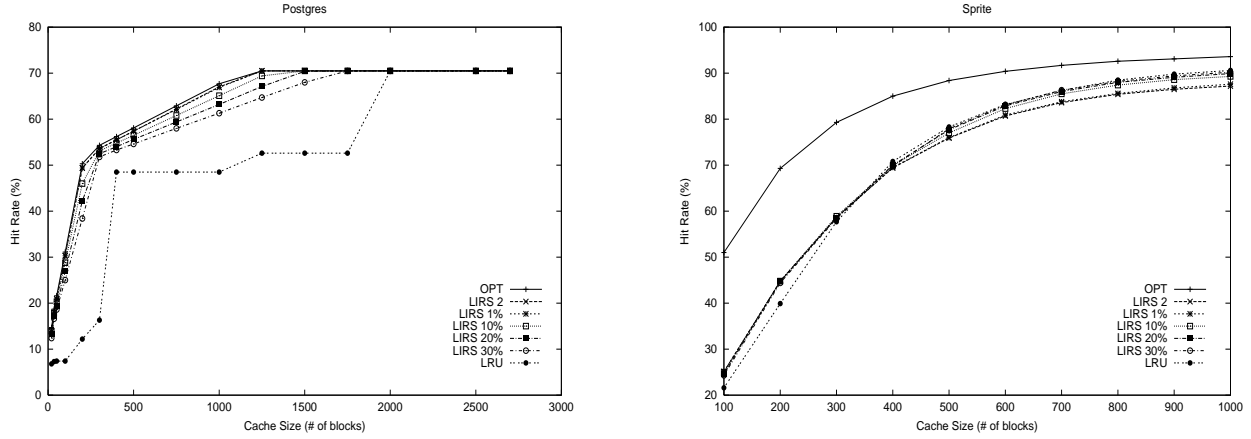 Postgres
80
70
60
50
40
30
20
10
0
Hit Rate (%)
OPT
LIRS 2
LIRS 1%
LIRS 10%
LIRS 20%
LIRS 30%
LRU
0 500 1000 1500 2000 2500 3000
Cache Size (# of blocks)
Sprite
100
90
80
70
60
50
40
30
20
Hit Rate (%)
OPT
LIRS 2
LIRS 1%
LIRS 10%
LIRS 20%
LIRS 30%
LRU
100 200 300 400 500 600 700 800 900 1000
Cache Size (# of blocks)